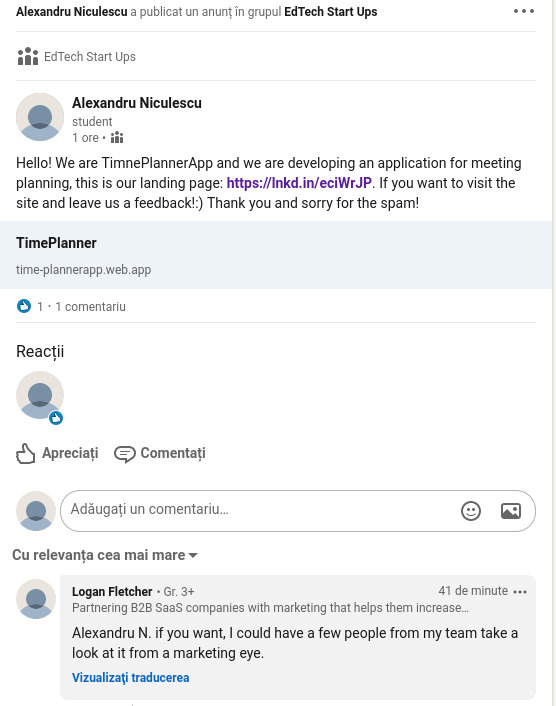 Alexandru Niculescu a publicat un anunț în grupul EdTech Start Ups
EdTech Start Ups
Alexandru Niculescu
student
1 ore •
Hello! We are TimnePlannerApp and we are developing an application for meeting
planning, this is our landing page: https://lnkd.in/eciWrJP. If you want to visit the
site and leave us a feedback!:) Thank you and sorry for the spam!
TimePlanner
time-plannerapp.web.app
1 · 1 comentariu
Reacții
Apreciați Comentați
Adăugați un comentariu…
Cu relevanța cea mai mare
Logan Fletcher • Gr. 3+ 41 de minute
Partnering B2B SaaS companies with marketing that helps them increase…
Alexandru N. if you want, I could have a few people from my team take a
look at it from a marketing eye.
Vizualizaţi traducerea